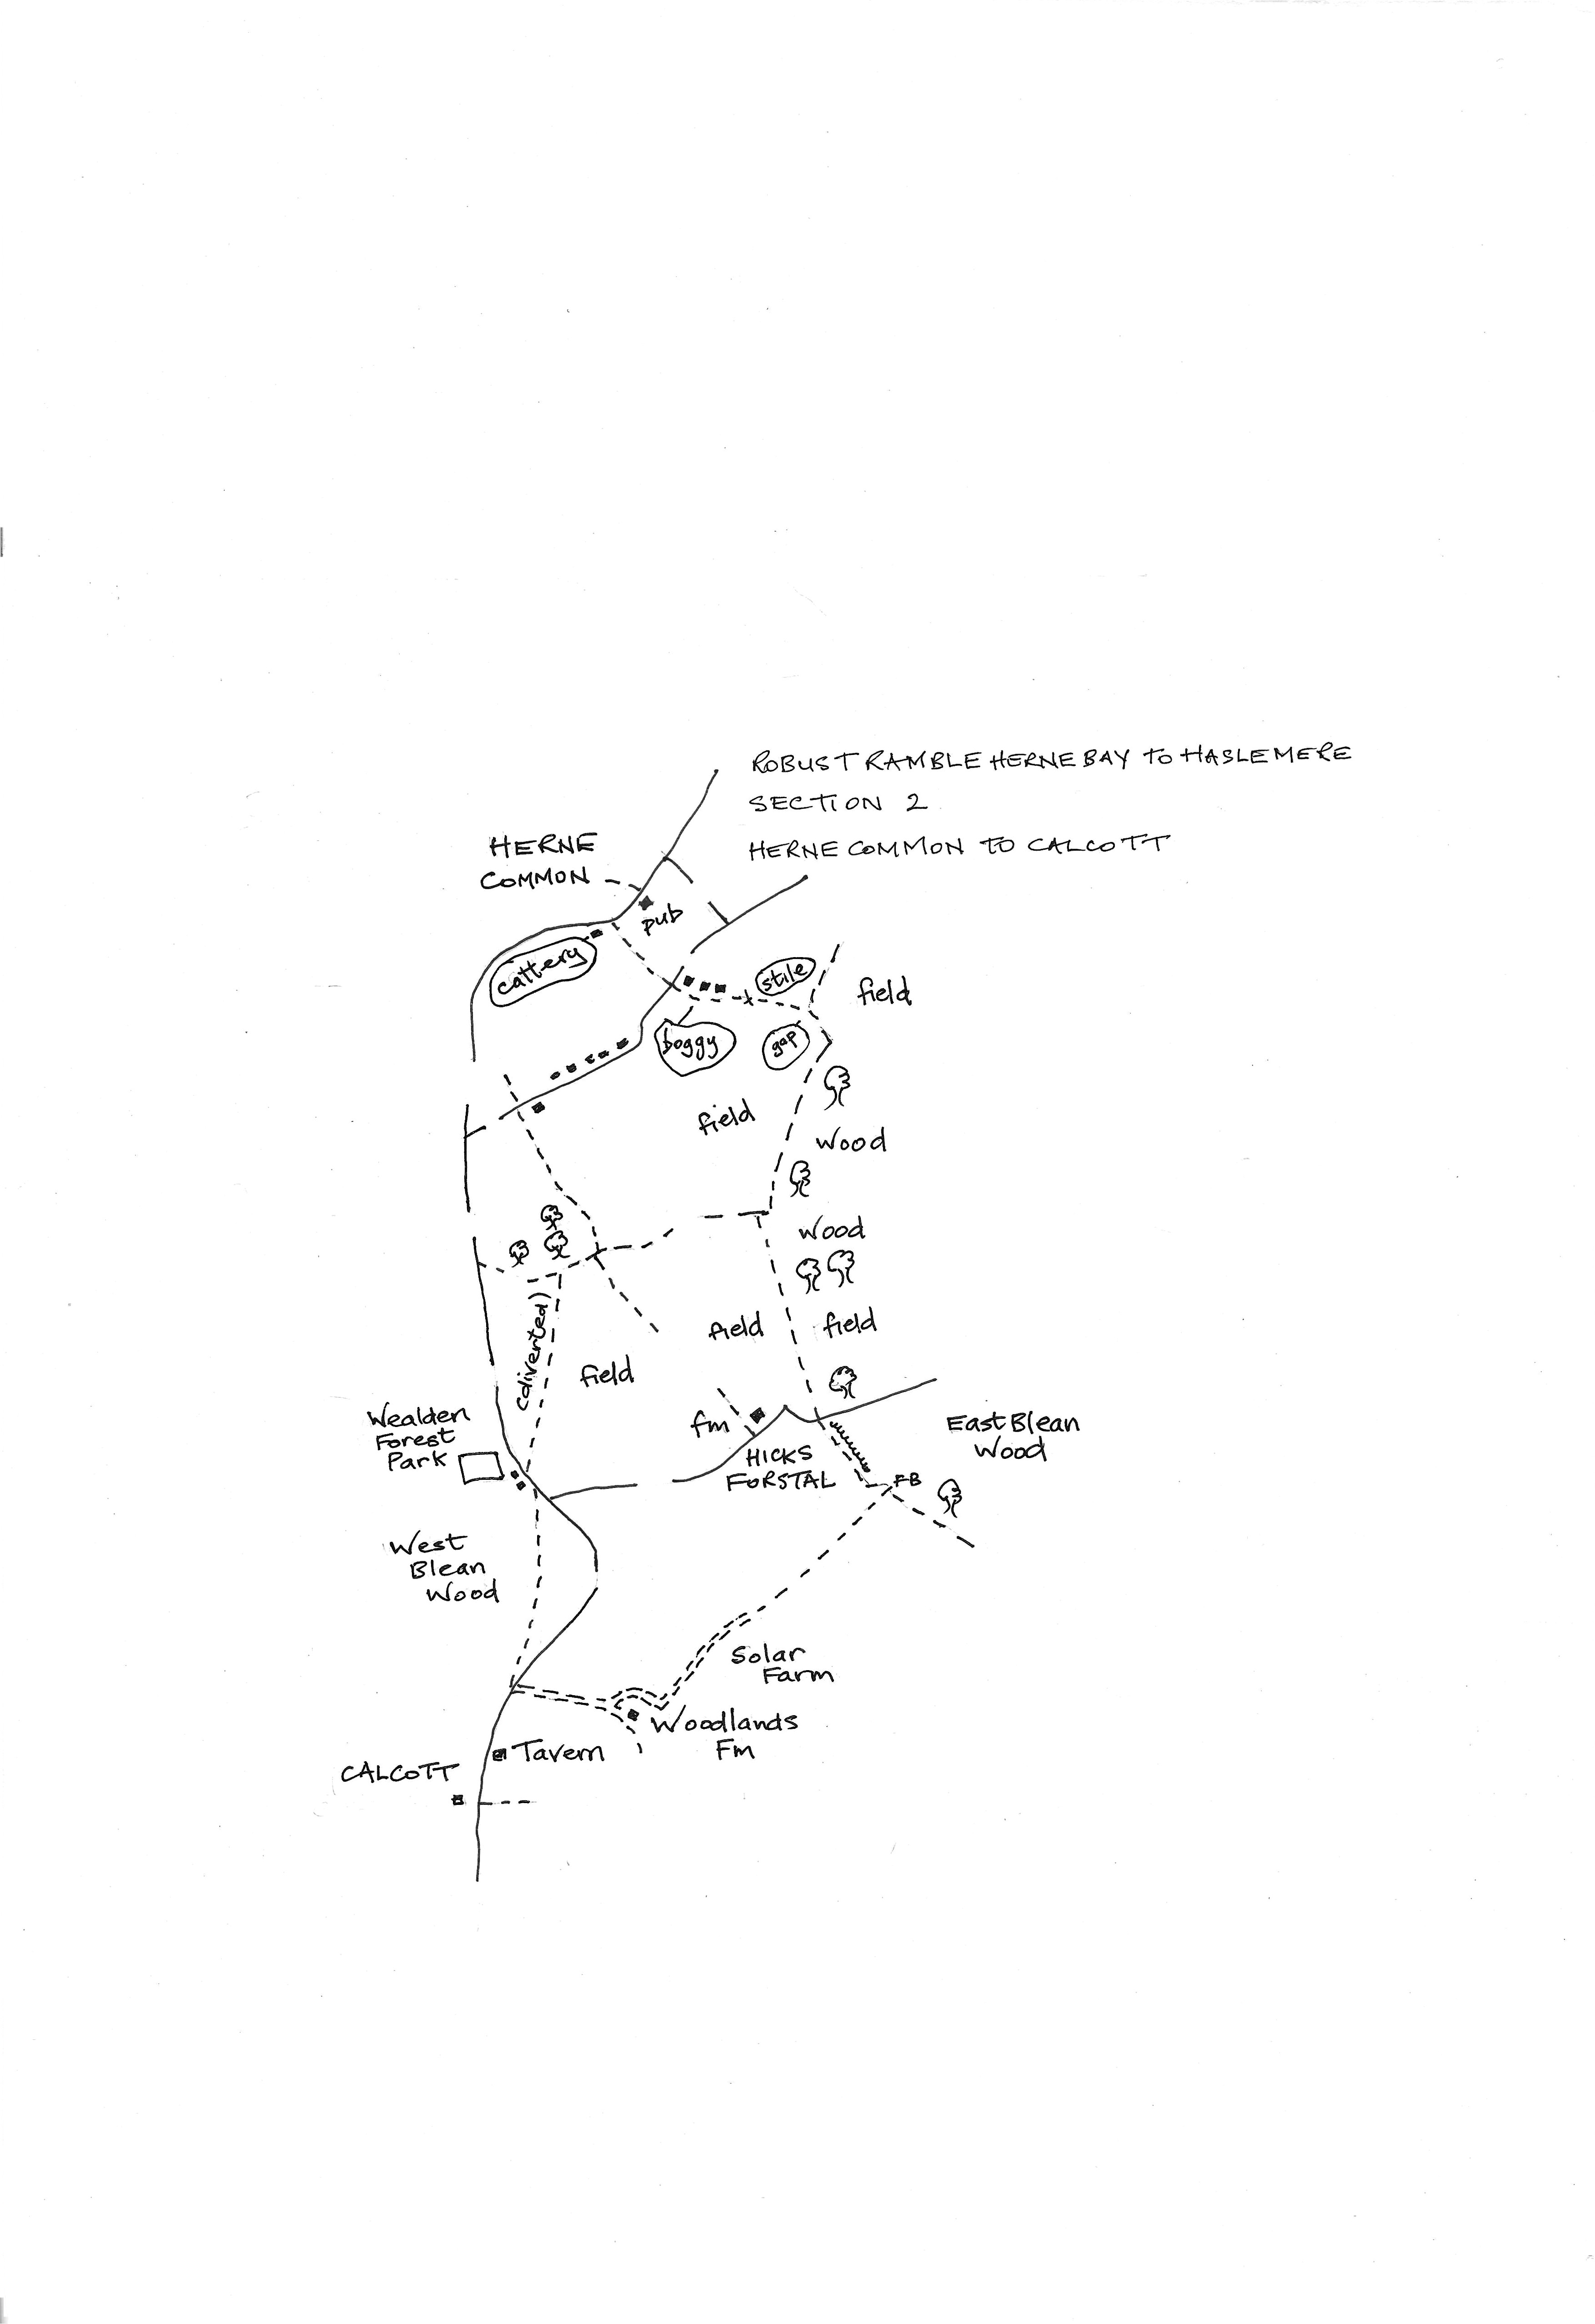 ROBUST RAMBLE HERNE BAY TO HASLEMERE
SECTION 2
HERNE COMMON TO CALCOTT
HERNE
COMMON
pub
cattery
stile
field
boggy
gap
field
Wood
Wood
(diverted)
field
field
field
Wealden
Forest
Park
fm
HICKS
FORSTAL
East Blean
Wood
FB
West
Blean
Wood
Solar
Farm
Woodlands
Fm
Tavern
CALCOTT